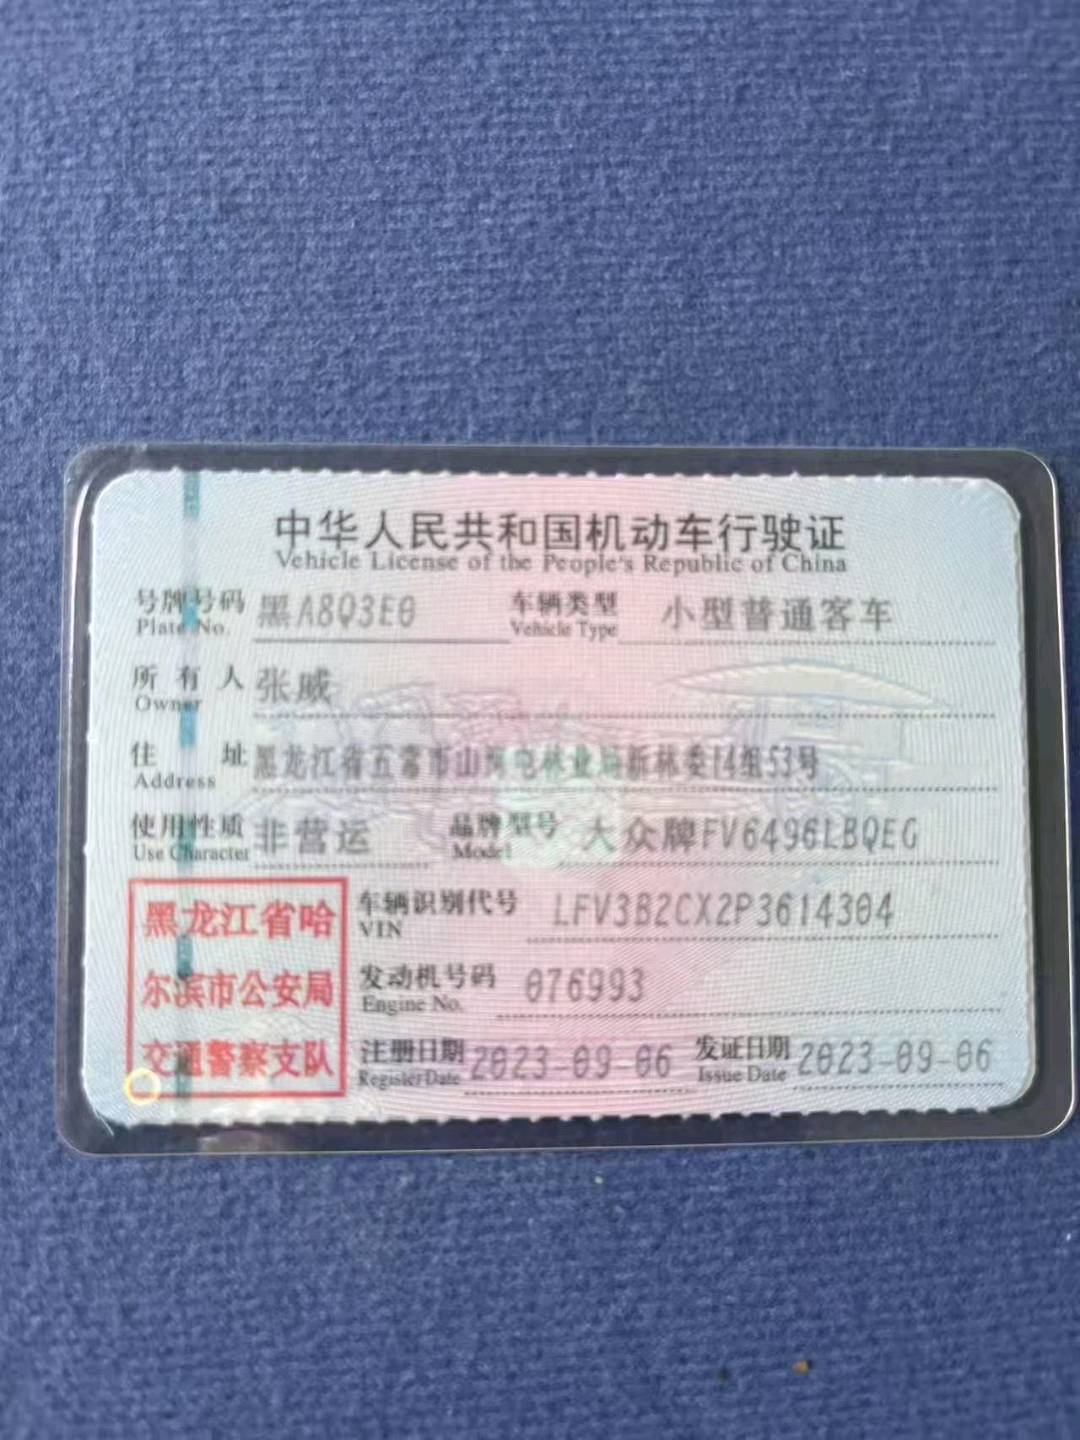 中华人民共和国机动车行驶证
Vehicle License of the People's Republic of China
号牌号码 黑A8Q3E0 车辆类型 小型普通客车
Plate No. Vehicle Type
所有人 张威
Owner
住址 黑龙江省五常市山河屯林业局新林委14组53号
Address
使用性质 非营运 品牌型号 大众牌FV6496LBQEG
Use Character Model
黑龙江省哈
尔滨市公安局
交通警察支队
车辆识别代号 LFV3B2CX2P3614304
VIN
发动机号码 076993
Engine No.
注册日期 2023-09-06 发证日期 2023-09-06
Register Date Issue Date